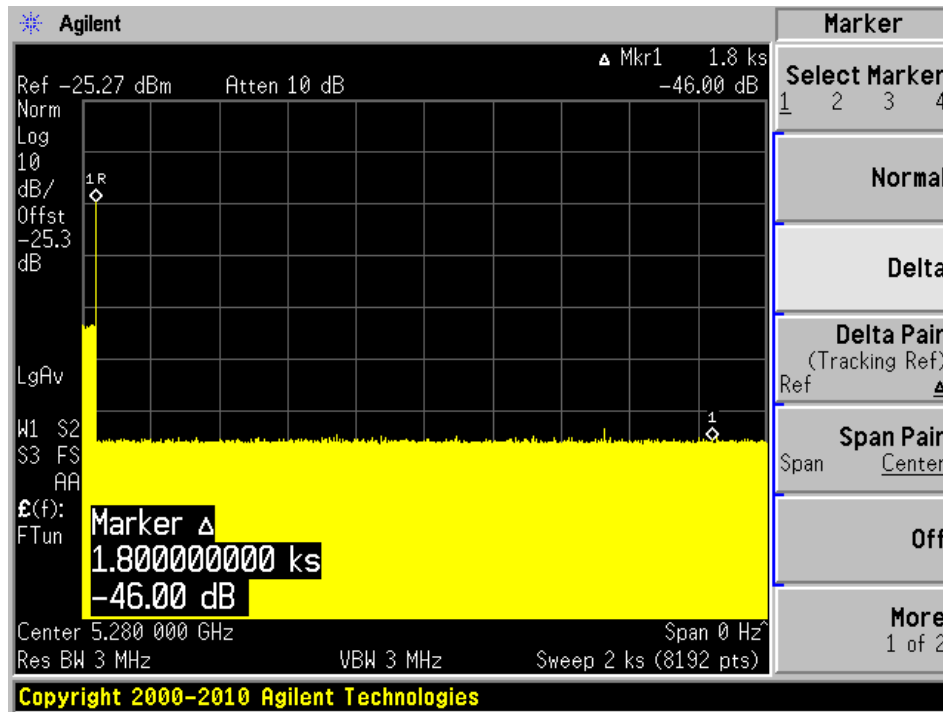 Agilent
Marker
Δ Mkr1 1.8 ks
Ref -25.27 dBm Atten 10 dB -46.00 dB
Norm
Log
10
dB/
Offst
-25.3
dB
1R
LgAv
1
W1 S2
S3 FS
AA
£(f):
FTun
Marker Δ
1.800000000 ks
-46.00 dB
Center 5.280 000 GHz Span 0 Hz^
Res BW 3 MHz VBW 3 MHz Sweep 2 ks (8192 pts)
Copyright 2000-2010 Agilent Technologies
Select Marker
1 2 3 4
Normal
Delta
Delta Pair
(Tracking Ref)
Ref Δ
Span Pair
Span Center
Off
More
1 of 2